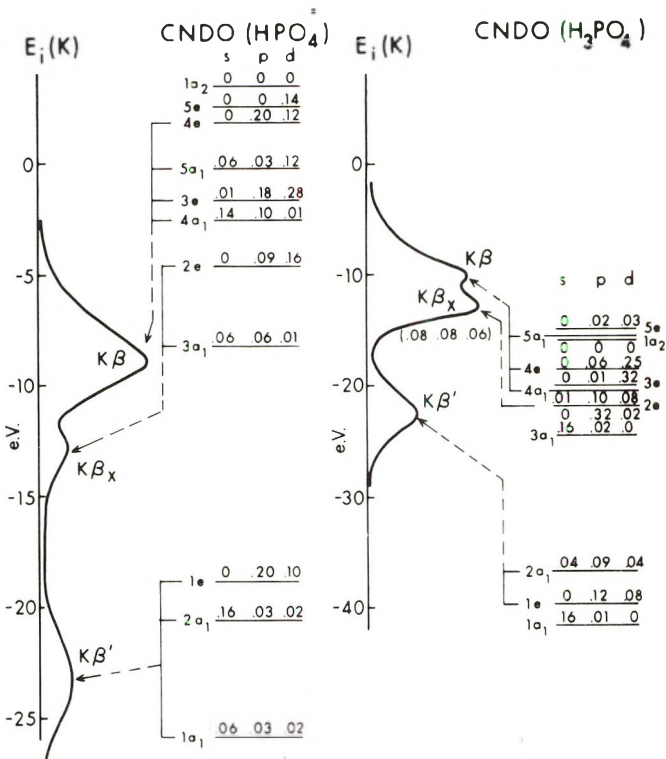 CNDO (HPO4)
Ei(K)
s p d
1a2 0 0 0
5e 0 0 .14
4e 0 .20 .12
0
5a1 .06 .03 .12
3e .01 .18 .28
4a1 .14 .10 .01
-5
2e 0 .09 .16
3a1 .06 .06 .01
Kβ
-10
e.V.
Kβx
-15
1e 0 .20 .10
-20
2a1 .16 .03 .02
Kβ'
-25
1a1 .06 .03 .02
CNDO (H3PO4)
Ei(K)
0
Kβ
-10
s p d
Kβx
0 .02 .03 5e
5a1 (.08 .08 .06)
0 0 0 1a2
4e 0 .06 .25
-20
0 .01 .32 3e
4a1 .01 .10 .08 2e
Kβ'
0 .32 .02
3a1 .16 .02 .0
e.V.
-30
2a1 .04 .09 .04
-40
1e 0 .12 .08
1a1 .16 .01 0